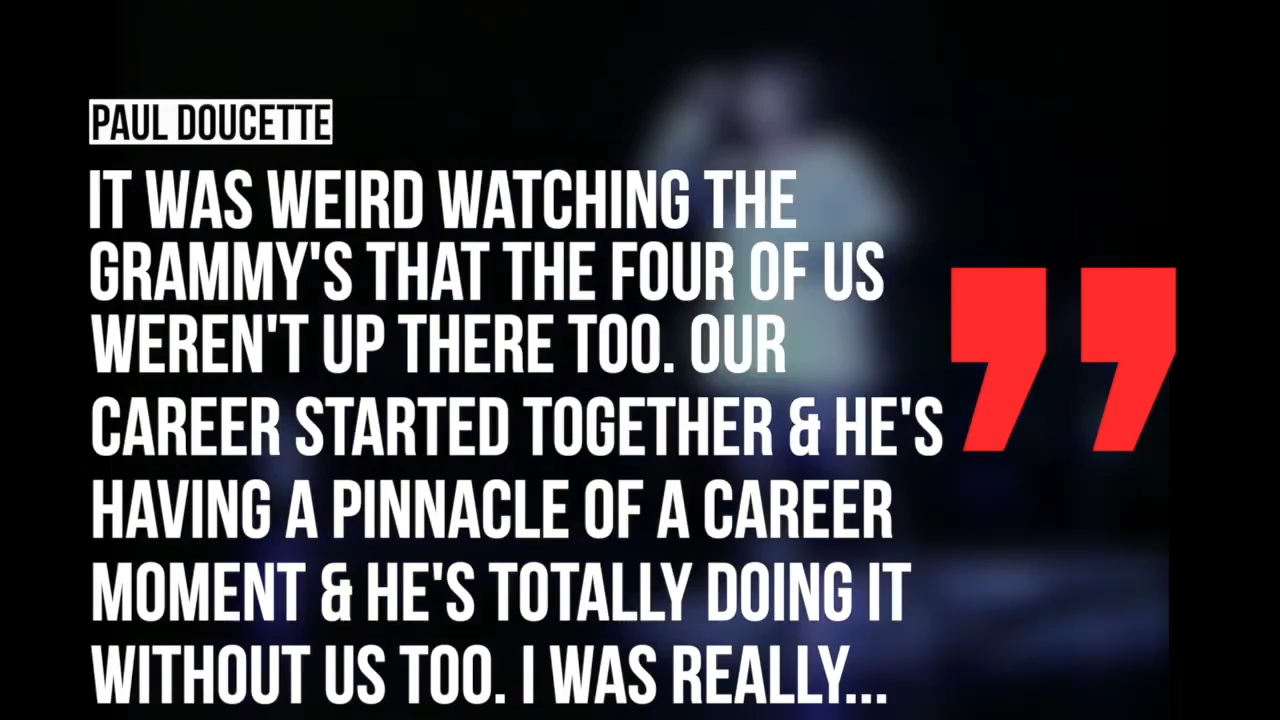 PAUL DOUCETTE
IT WAS WEIRD WATCHING THE
GRAMMY'S THAT THE FOUR OF US
WEREN'T UP THERE TOO. OUR
CAREER STARTED TOGETHER & HE'S
HAVING A PINNACLE OF A CAREER
MOMENT & HE'S TOTALLY DOING IT
WITHOUT US TOO. I WAS REALLY...
”